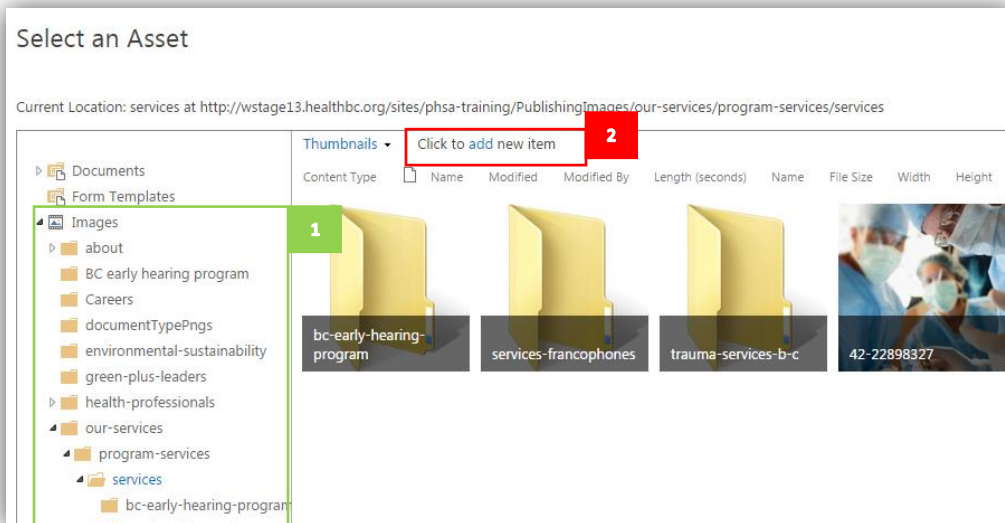 Select an Asset
Current Location: services at http://wstage13.healthbc.org/sites/phsa-training/PublishingImages/our-services/program-services/services
Thumbnails
Click to add new item
2
Documents
Form Templates
1
Images
about
BC early hearing program
Careers
documentTypePngs
environmental-sustainability
green-plus-leaders
health-professionals
our-services
program-services
services
bc-early-hearing-program
Content Type Name Modified Modified By Length (seconds) Name File Size Width Height
bc-early-hearing-
program
services-francophones
trauma-services-b-c
42-22898327